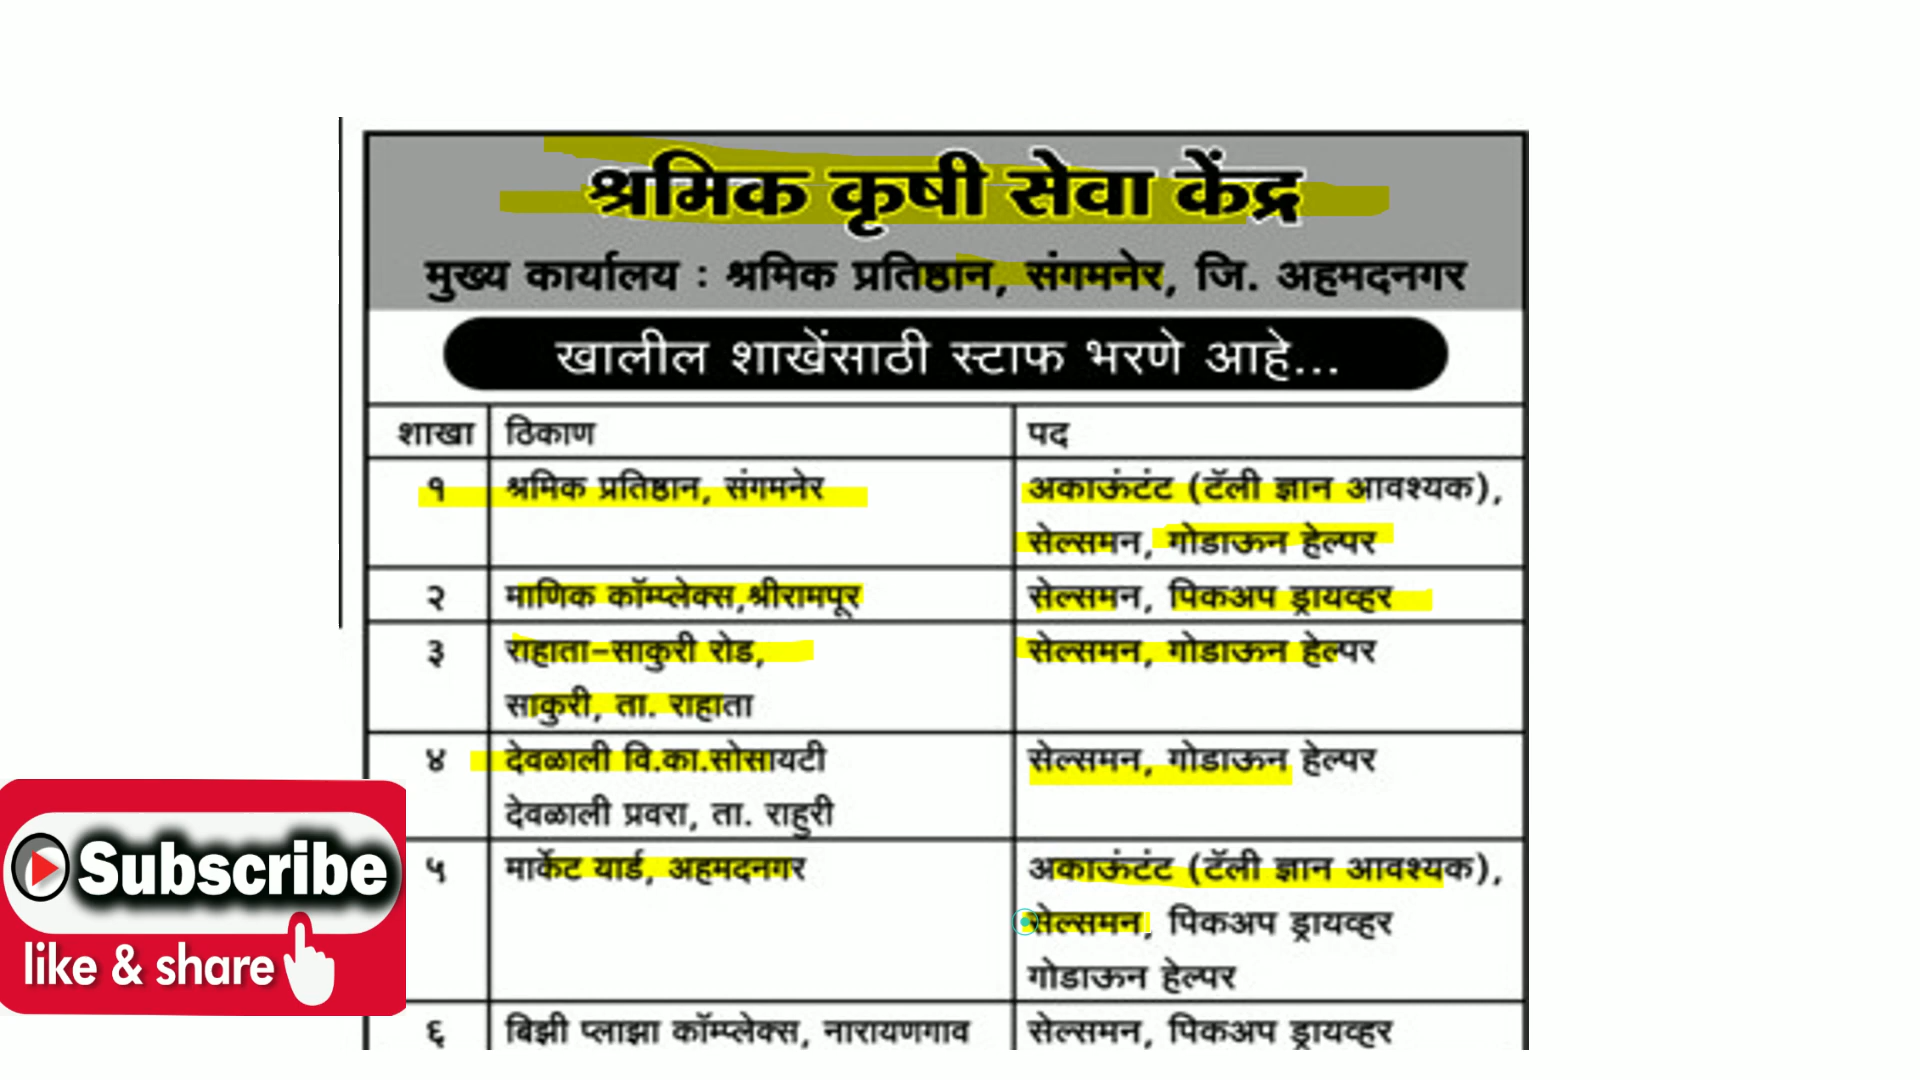 श्रमिक कृषी सेवा केंद्र
मुख्य कार्यालय : श्रमिक प्रतिष्ठान, संगमनेर, जि. अहमदनगर
खालील शाखेंसाठी स्टाफ भरणे आहे...
शाखा ठिकाण पद
१ श्रमिक प्रतिष्ठान, संगमनेर अकाऊंटंट (टॅली ज्ञान आवश्यक),
सेल्समन, गोडाऊन हेल्पर
२ माणिक कॉम्प्लेक्स,श्रीरामपूर सेल्समन, पिकअप ड्रायव्हर
३ राहाता-साकुरी रोड, सेल्समन, गोडाऊन हेल्पर
साकुरी, ता. राहाता
४ देवळाली वि.का.सोसायटी सेल्समन, गोडाऊन हेल्पर
देवळाली प्रवरा, ता. राहुरी
५ मार्केट यार्ड, अहमदनगर अकाऊंटंट (टॅली ज्ञान आवश्यक),
सेल्समन, पिकअप ड्रायव्हर
गोडाऊन हेल्पर
६ बिझी प्लाझा कॉम्प्लेक्स, नारायणगाव सेल्समन, पिकअप ड्रायव्हर
Subscribe
like & share